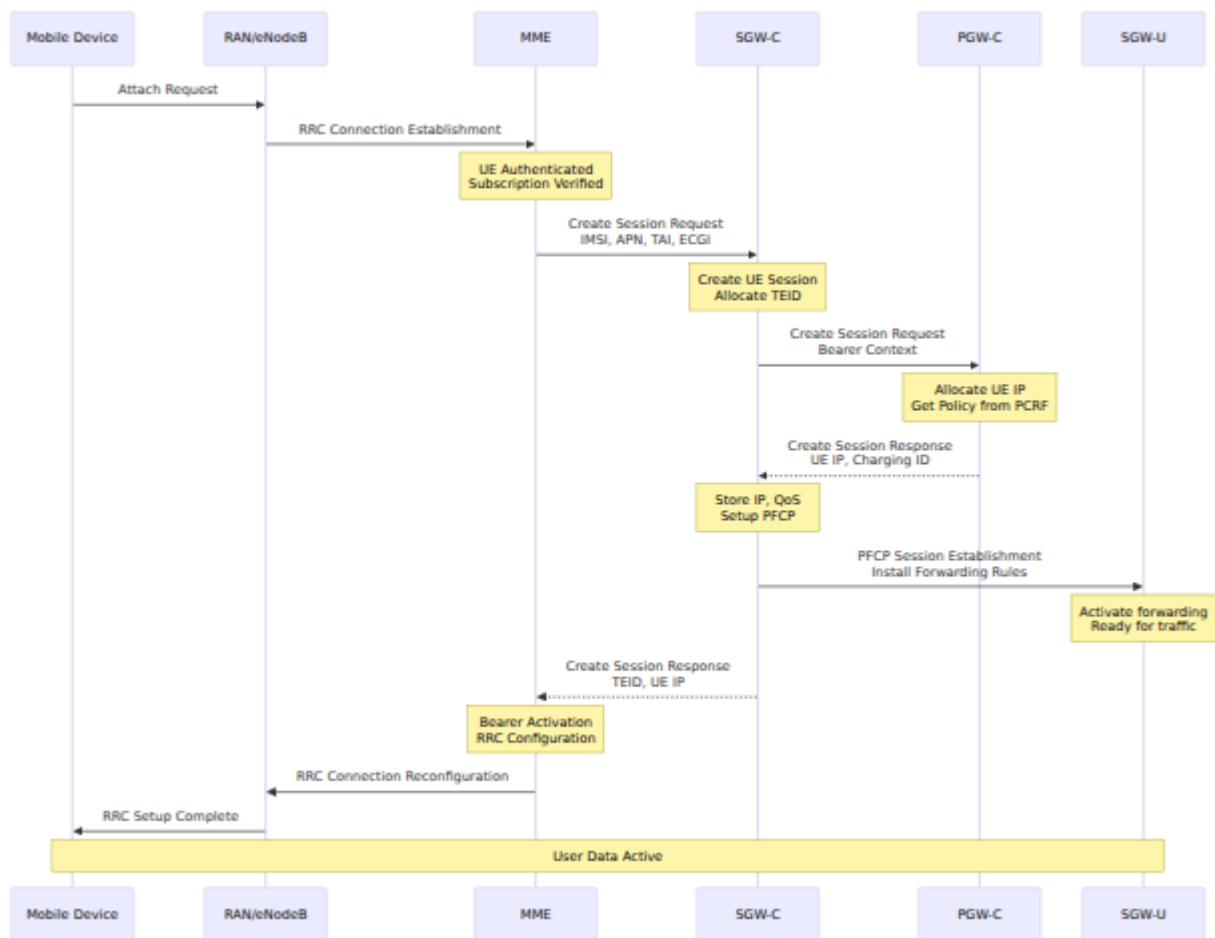 Mobile Device
RAN/eNodeB
MME
SGW-C
PGW-C
SGW-U
Attach Request
RRC Connection Establishment
UE Authenticated
Subscription Verified
Create Session Request
IMSI, APN, TAI, ECGI
Create UE Session
Allocate TEID
Create Session Request
Bearer Context
Allocate UE IP
Get Policy from PCRF
Create Session Response
UE IP, Charging ID
Store IP, QoS
Setup PFCP
PFCP Session Establishment
Install Forwarding Rules
Activate forwarding
Ready for traffic
Create Session Response
TEID, UE IP
Bearer Activation
RRC Configuration
RRC Connection Reconfiguration
RRC Setup Complete
User Data Active
Mobile Device
RAN/eNodeB
MME
SGW-C
PGW-C
SGW-U